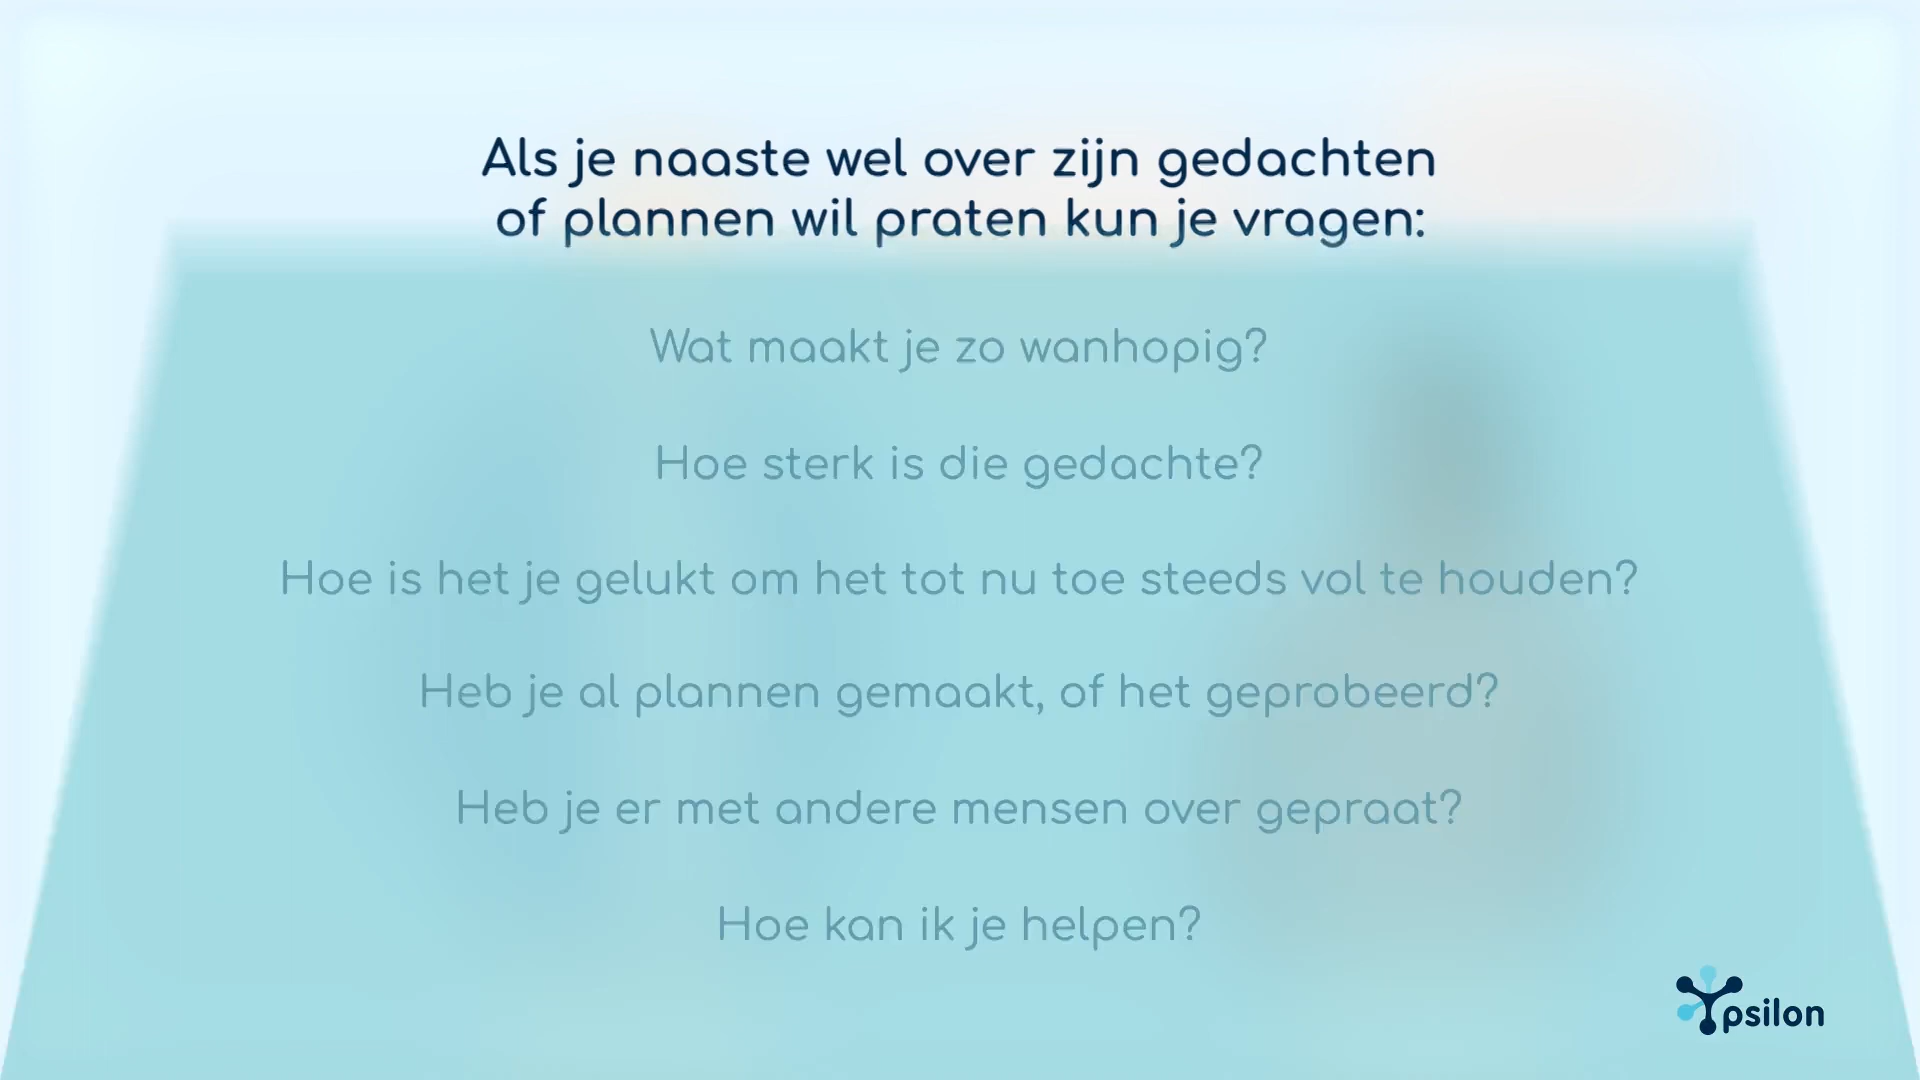 Als je naaste wel over zijn gedachten
of plannen wil praten kun je vragen:
Wat maakt je zo wanhopig?
Hoe sterk is die gedachte?
Hoe is het je gelukt om het tot nu toe steeds vol te houden?
Heb je al plannen gemaakt, of het geprobeerd?
Heb je er met andere mensen over gepraat?
Hoe kan ik je helpen?
Ypsilon